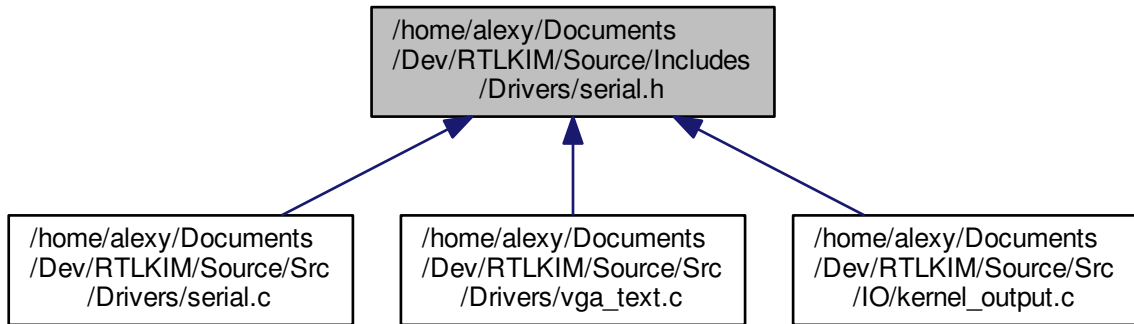 /home/alexy/Documents
/Dev/RTLKIM/Source/Includes
/Drivers/serial.h
/home/alexy/Documents
/Dev/RTLKIM/Source/Src
/Drivers/serial.c
/home/alexy/Documents
/Dev/RTLKIM/Source/Src
/Drivers/vga_text.c
/home/alexy/Documents
/Dev/RTLKIM/Source/Src
/IO/kernel_output.c